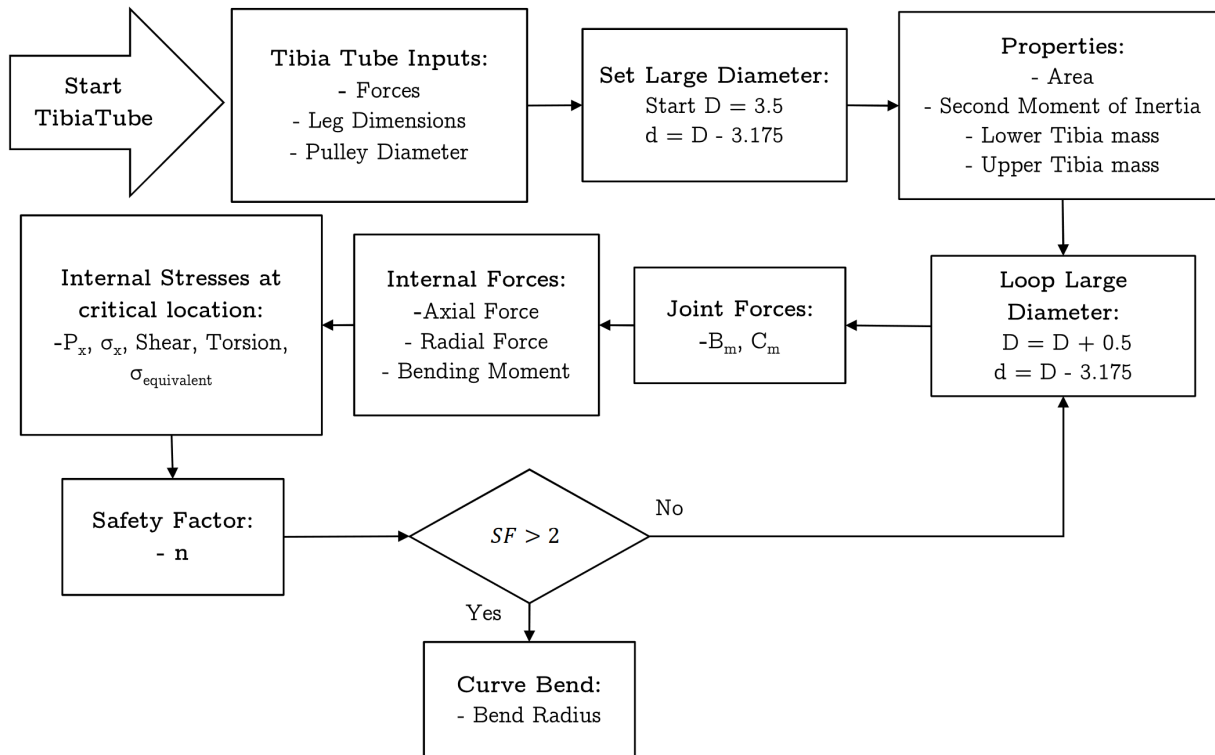 Start
TibiaTube
Tibia Tube Inputs:
- Forces
- Leg Dimensions
- Pulley Diameter
Set Large Diameter:
Start D = 3.5
d = D - 3.175
Properties:
- Area
- Second Moment of Inertia
- Lower Tibia mass
- Upper Tibia mass
Loop Large
Diameter:
D = D + 0.5
d = D - 3.175
Joint Forces:
-Bₘ, Cₘ
Internal Forces:
-Axial Force
- Radial Force
- Bending Moment
Internal Stresses at
critical location:
-Pₓ, σₓ, Shear, Torsion,
σequivalent
Safety Factor:
- n
SF > 2
No
Yes
Curve Bend:
- Bend Radius